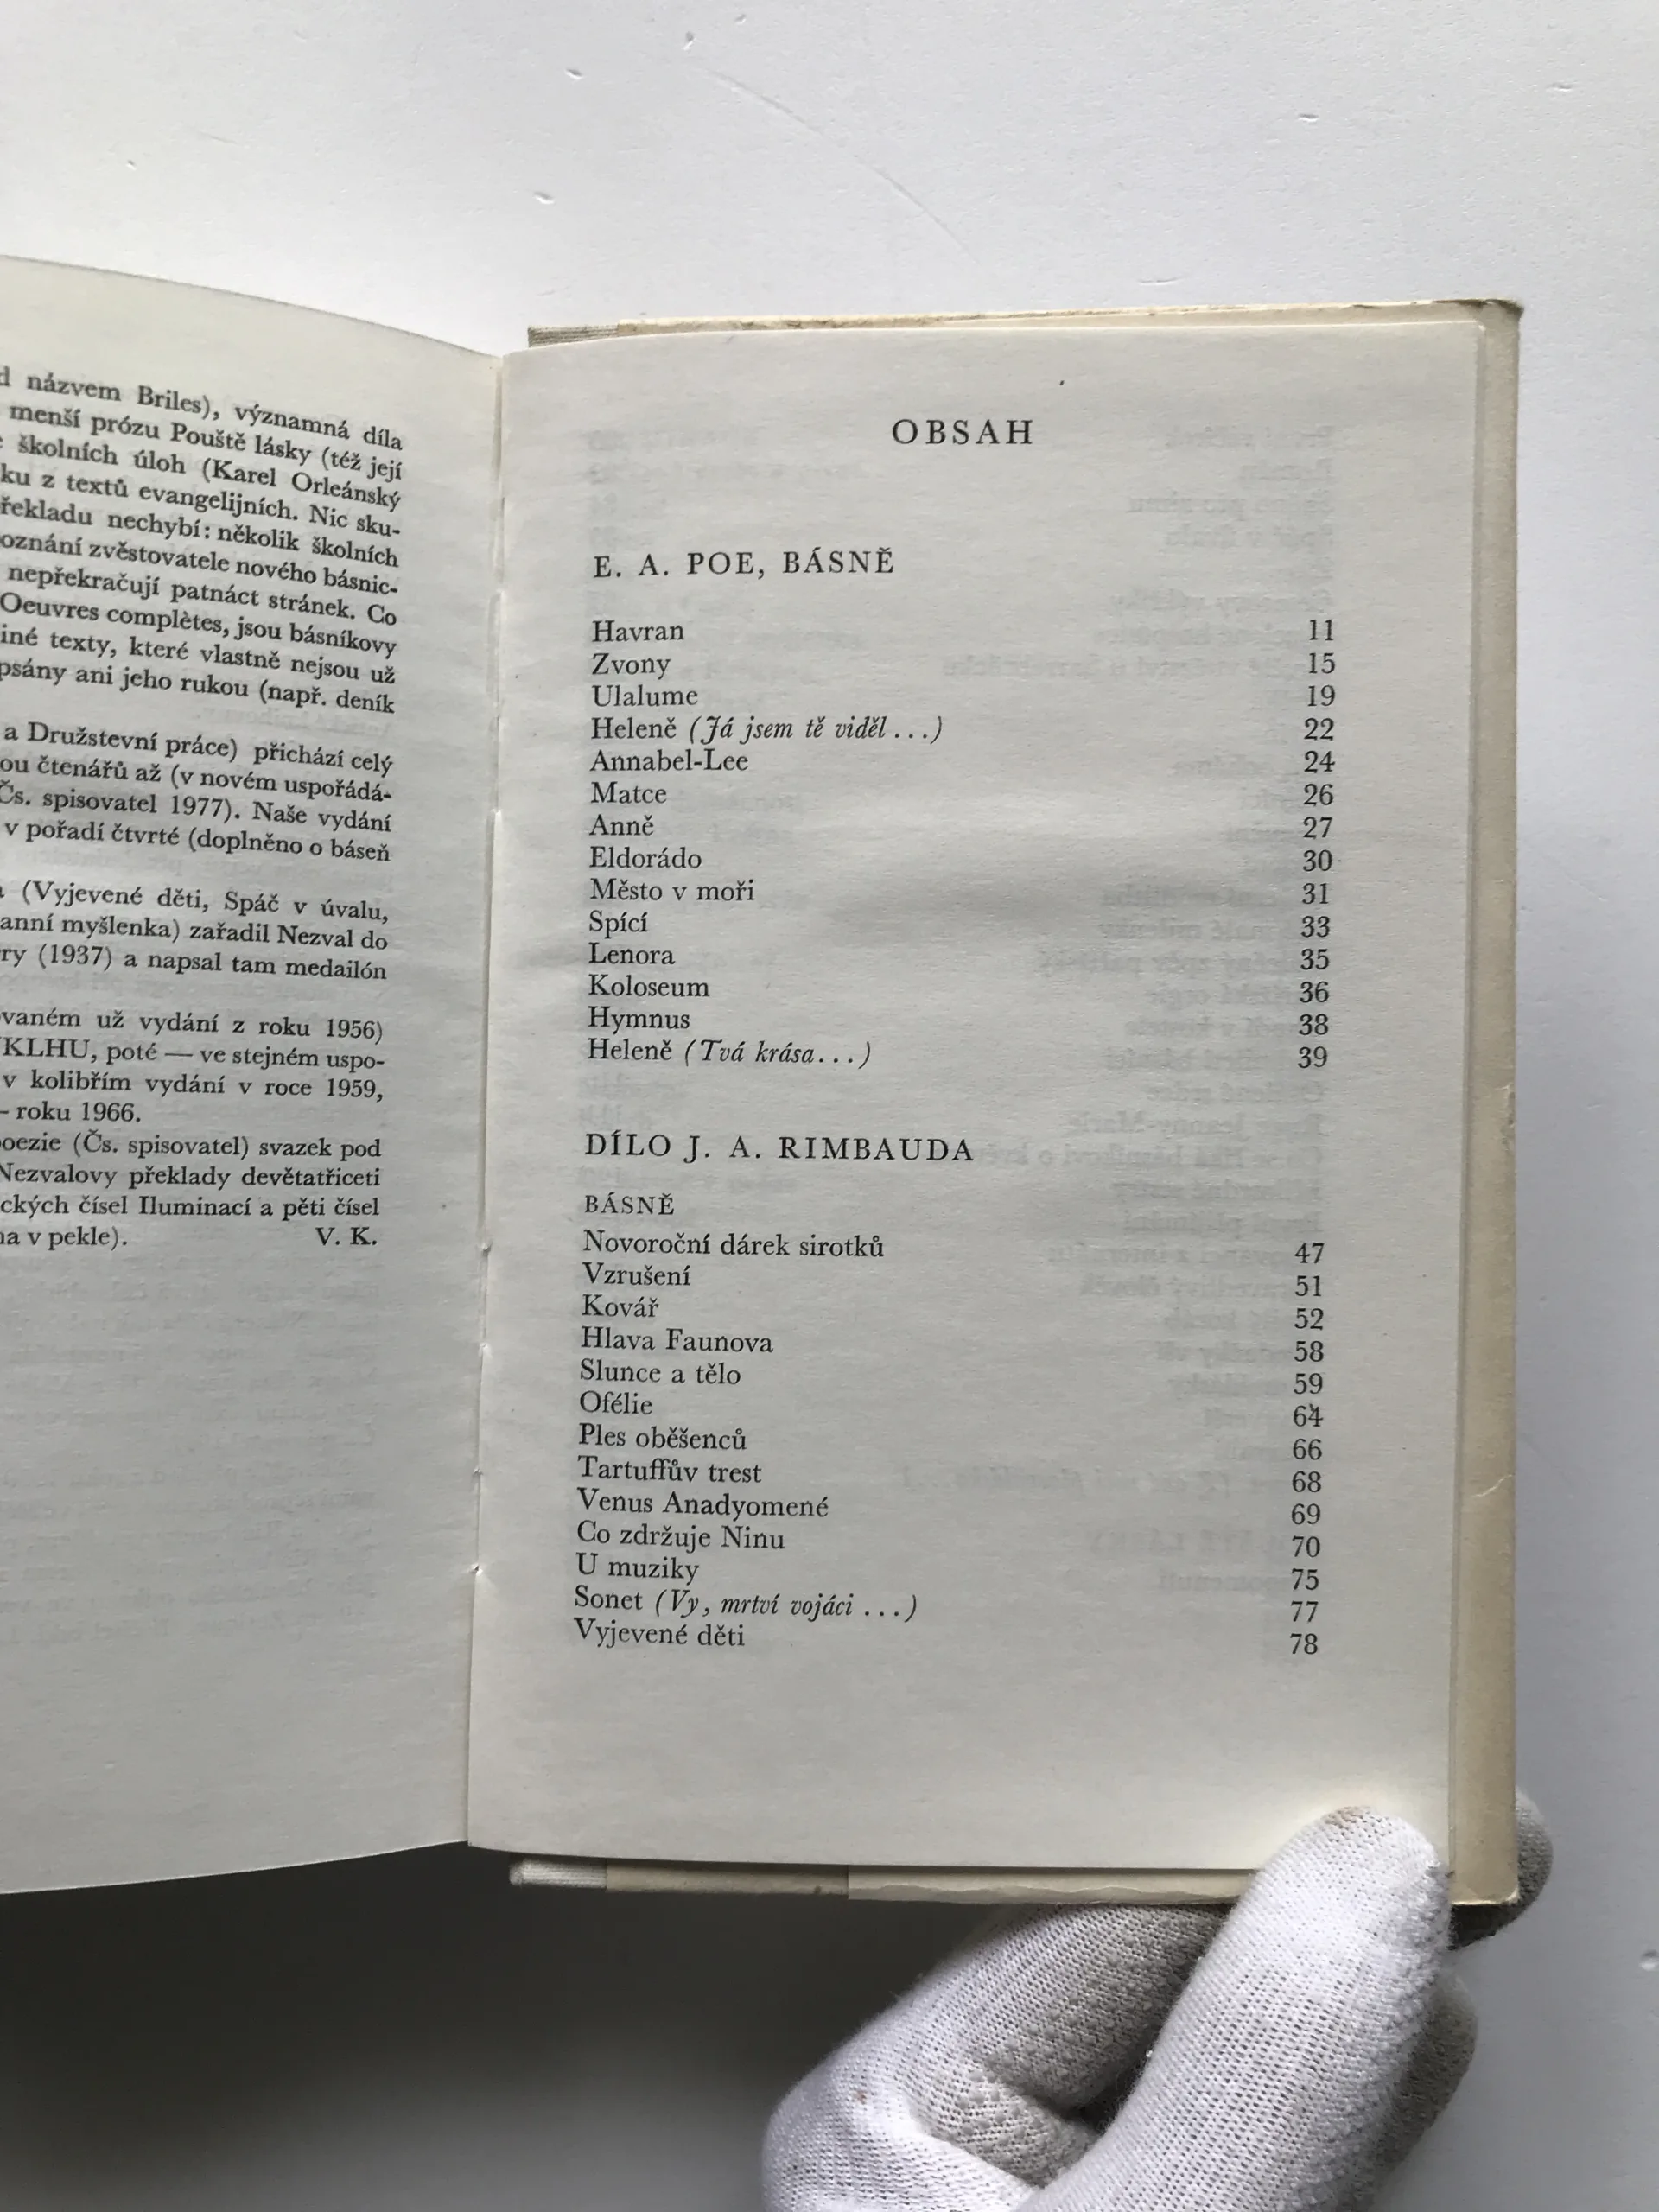 názvem Briles), významná díla
menší prózu Pouště lásky (též její
školních úloh (Karel Orleánský
ku z textů evangelijních. Nic sku-
řekladu nechybí: několik školních
oznání zvěstovatele nového básnic-
nepřekračují patnáct stránek. Co
Oeuvres complètes, jsou básníkovy
iné texty, které vlastně nejsou už
psány ani jeho rukou (např. deník
a Družstevní práce) přichází celý
ou čtenářů až (v novém uspořádá-
Čs. spisovatel 1977). Naše vydání
v pořadí čtvrté (doplněno o báseň
(Vyjevené děti, Spáč v úvalu,
anní myšlenka) zařadil Nezval do
ry (1937) a napsal tam medailón
vaném už vydání z roku 1956)
KLHU, poté — ve stejném uspo-
v kolibřím vydání v roce 1959,
- roku 1966.
oezie (Čs. spisovatel) svazek pod
Nezvalovy překlady devětatřiceti
ckých čísel Iluminací a pěti čísel
na v pekle). V. K.
OBSAH
E. A. POE, BÁSNĚ
Havran 11
Zvony 15
Ulalume 19
Heleně (Já jsem tě viděl...) 22
Annabel-Lee 24
Matce 26
Anně 27
Eldorádo 30
Město v moři 31
Spící 33
Lenora 35
Koloseum 36
Hymnus 38
Heleně (Tvá krása...) 39
DÍLO J. A. RIMBAUDA
BÁSNĚ
Novoroční dárek sirotků 47
Vzrušení 51
Kovář 52
Hlava Faunova 58
Slunce a tělo 59
Ofélie 64
Ples oběšenců 66
Tartuffův trest 68
Venus Anadyomené 69
Co zdržuje Ninu 70
U muziky 75
Sonet (Vy, mrtví vojáci ...) 77
Vyjevené děti 78